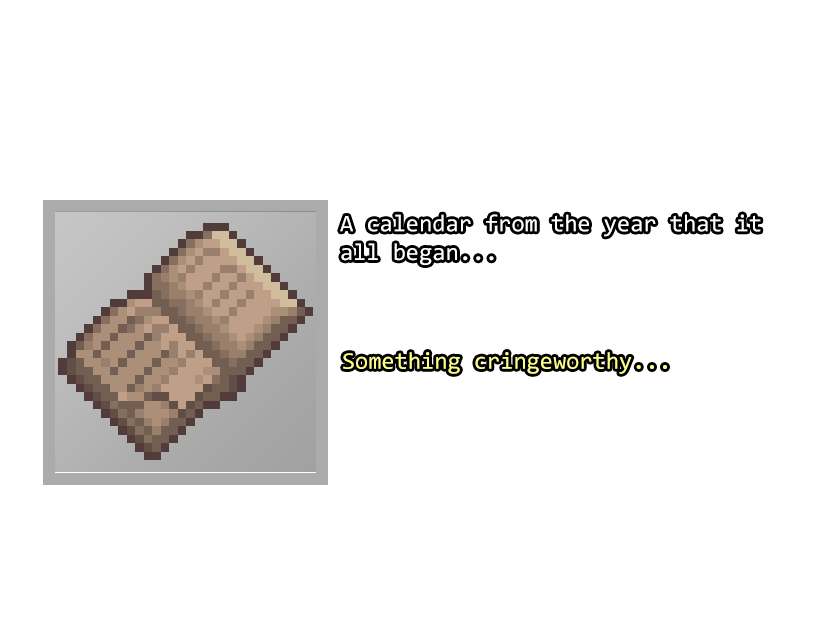 A calendar from the year that it
all began...
Something cringeworthy...